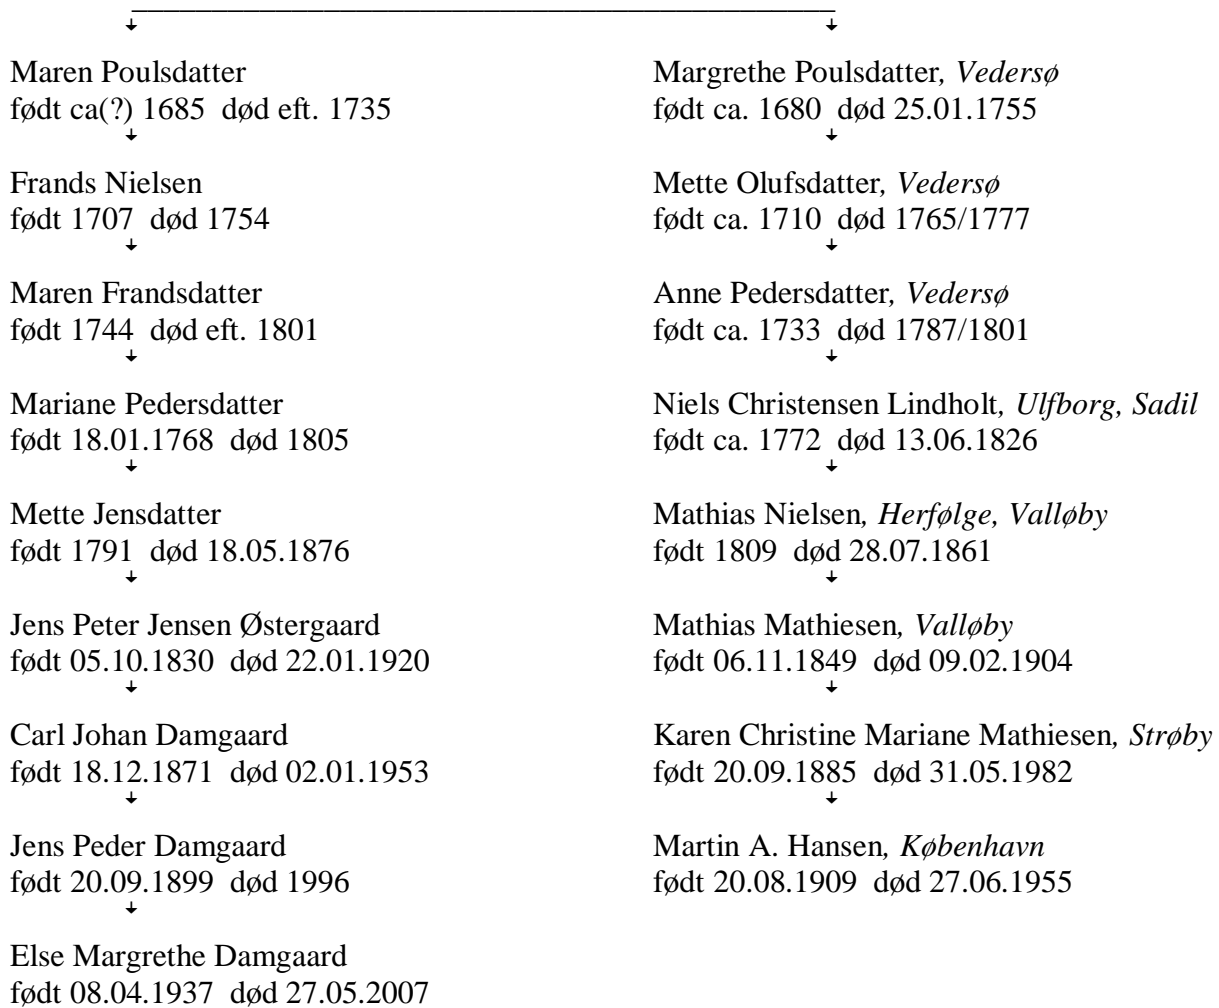 Maren Poulsdatter
født ca(?) 1685 død eft. 1735
Frands Nielsen
født 1707 død 1754
Maren Frandsdatter
født 1744 død eft. 1801
Mariane Pedersdatter
født 18.01.1768 død 1805
Mette Jensdatter
født 1791 død 18.05.1876
Jens Peter Jensen Østergaard
født 05.10.1830 død 22.01.1920
Carl Johan Damgaard
født 18.12.1871 død 02.01.1953
Jens Peder Damgaard
født 20.09.1899 død 1996
Else Margrethe Damgaard
født 08.04.1937 død 27.05.2007
Margrethe Poulsdatter, Vedersø
født ca. 1680 død 25.01.1755
Mette Olufsdatter, Vedersø
født ca. 1710 død 1765/1777
Anne Pedersdatter, Vedersø
født ca. 1733 død 1787/1801
Niels Christensen Lindholt, Ulfborg, Sadil
født ca. 1772 død 13.06.1826
Mathias Nielsen, Herfølge, Valløby
født 1809 død 28.07.1861
Mathias Mathiesen, Valløby
født 06.11.1849 død 09.02.1904
Karen Christine Mariane Mathiesen, Strøby
født 20.09.1885 død 31.05.1982
Martin A. Hansen, København
født 20.08.1909 død 27.06.1955